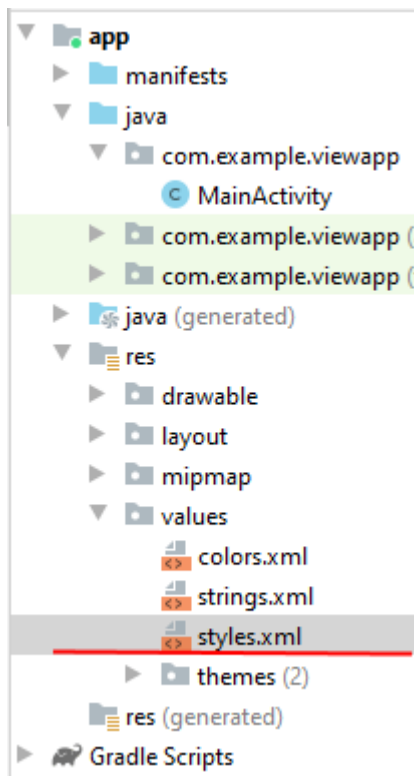 app
manifests
java
com.example.viewapp
C MainActivity
com.example.viewapp (
com.example.viewapp (
java (generated)
res
drawable
layout
mipmap
values
<> colors.xml
<> strings.xml
<> styles.xml
themes (2)
res (generated)
Gradle Scripts